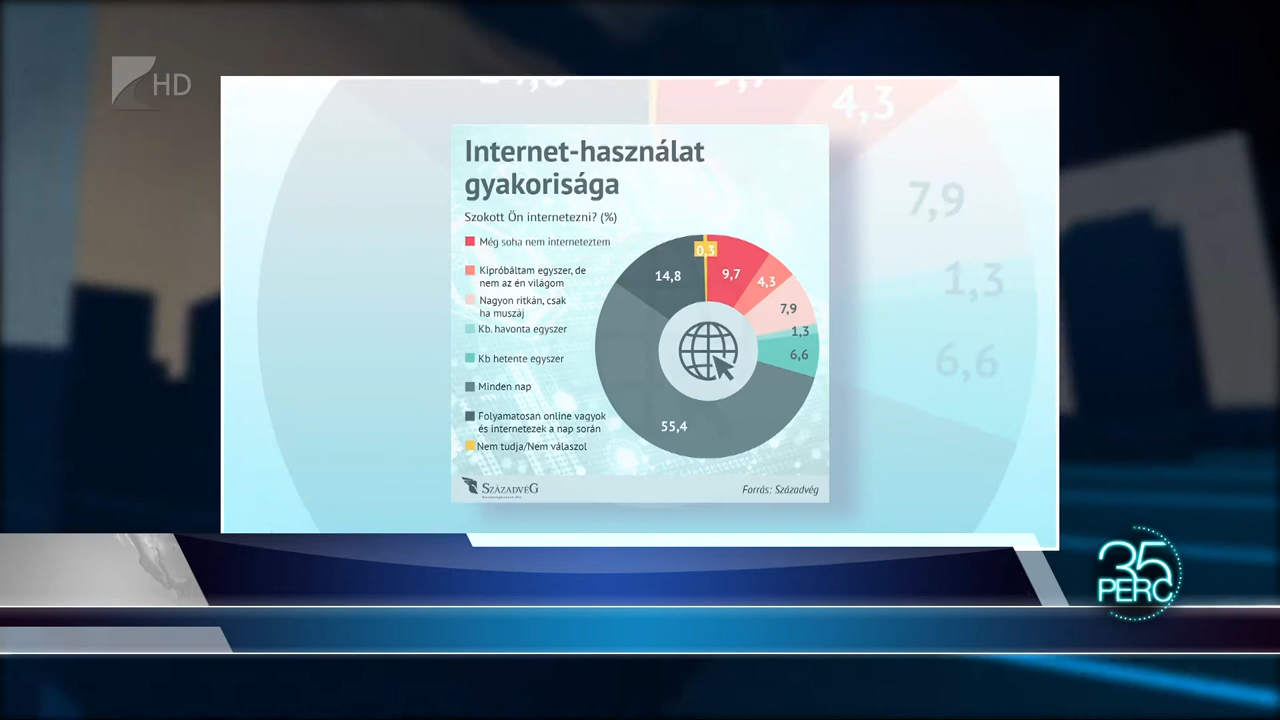 HD
4,3
7,9
1,3
6,6
Internet-használat
gyakorisága
Szokott Ön internetezni? (%)
Még soha nem interneteztem
Kipróbáltam egyszer, de
nem az én világom
Nagyon ritkán, csak
ha muszáj
Kb. havonta egyszer
Kb hetente egyszer
Minden nap
Folyamatosan online vagyok
és internetezek a nap során
Nem tudja/Nem válaszol
0,3
14,8
9,7
4,3
7,9
1,3
6,6
55,4
SZÁZADVÉG
Forrás: Századvég
35
PERC